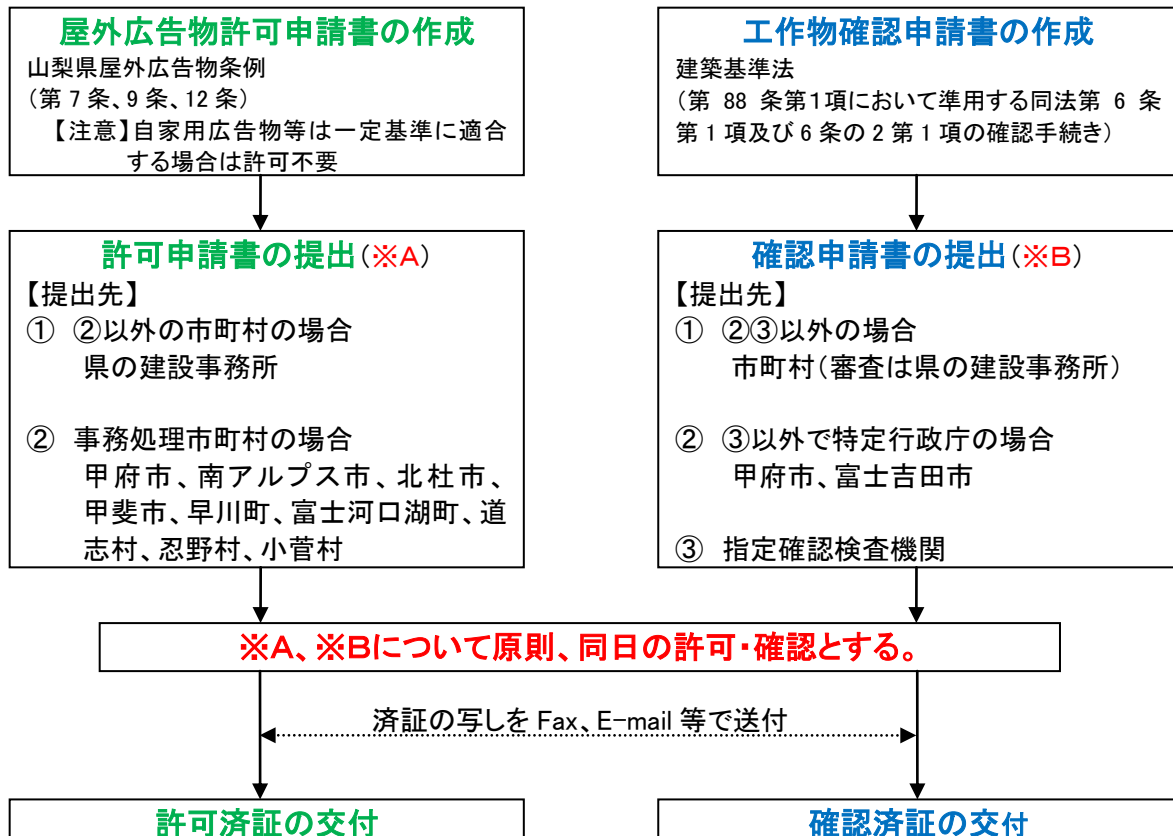 屋外広告物許可申請書の作成
山梨県屋外広告物条例
(第7条、9条、12条)
【注意】自家用広告物等は一定基準に適合
する場合は許可不要
工作物確認申請書の作成
建築基準法
(第 88 条第1項において準用する同法第 6 条
第1項及び6条の2第1項の確認手続き)
許可申請書の提出(※A)
【提出先】
① ②以外の市町村の場合
県の建設事務所
② 事務処理市町村の場合
甲府市、南アルプス市、北杜市、
甲斐市、早川町、富士河口湖町、道
志村、忍野村、小菅村
確認申請書の提出(※B)
【提出先】
① ②③以外の場合
市町村(審査は県の建設事務所)
② ③以外で特定行政庁の場合
甲府市、富士吉田市
③ 指定確認検査機関
※A、※Bについて原則、同日の許可・確認とする。
済証の写しを Fax、E-mail 等で送付
許可済証の交付
確認済証の交付